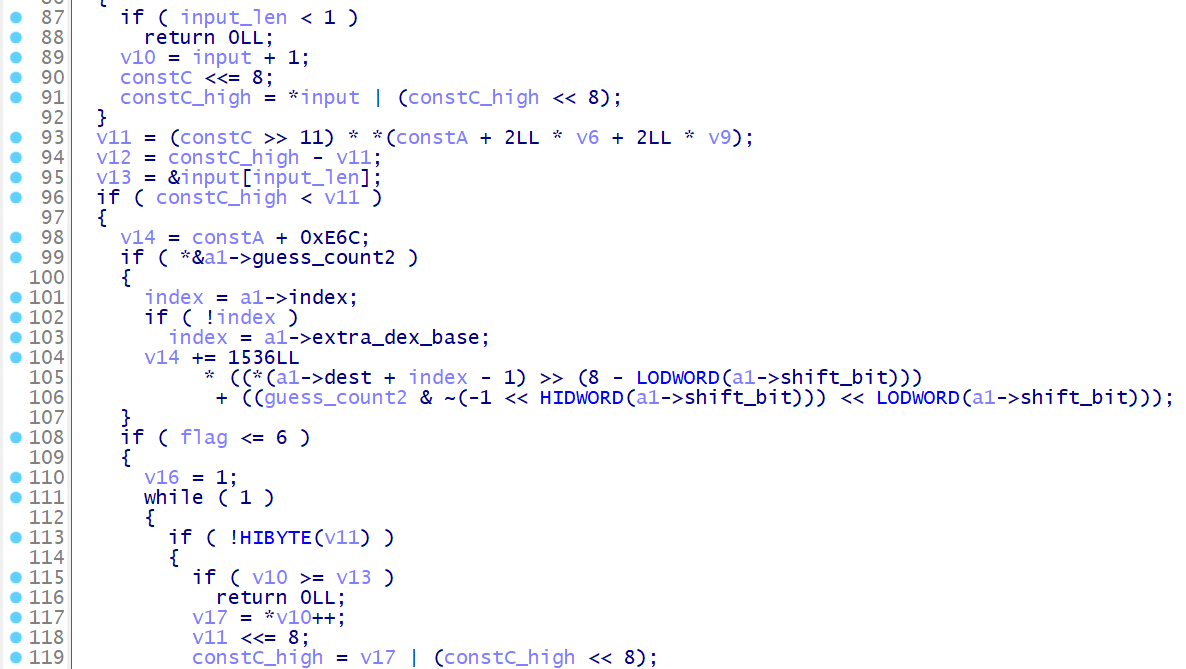 87 if ( input_len < 1 )
88 return 0LL;
89 v10 = input + 1;
90 constC <<= 8;
91 constC_high = *input | (constC_high << 8);
92 }
93 v11 = (constC >> 11) * *(constA + 2LL * v6 + 2LL * v9);
94 v12 = constC_high - v11;
95 v13 = &input[input_len];
96 if ( constC_high < v11 )
97 {
98 v14 = constA + 0xE6C;
99 if ( *&a1->guess_count2 )
100 {
101 index = a1->index;
102 if ( !index )
103 index = a1->extra_dex_base;
104 v14 += 1536LL
105 * ((*(a1->dest + index - 1) >> (8 - LODWORD(a1->shift_bit)))
106 + ((guess_count2 & ~(-1 << HIDWORD(a1->shift_bit))) << LODWORD(a1->shift_bit)));
107 }
108 if ( flag <= 6 )
109 {
110 v16 = 1;
111 while ( 1 )
112 {
113 if ( !HIBYTE(v11) )
114 {
115 if ( v10 >= v13 )
116 return 0LL;
117 v17 = *v10++;
118 v11 <<= 8;
119 constC_high = v17 | (constC_high << 8);